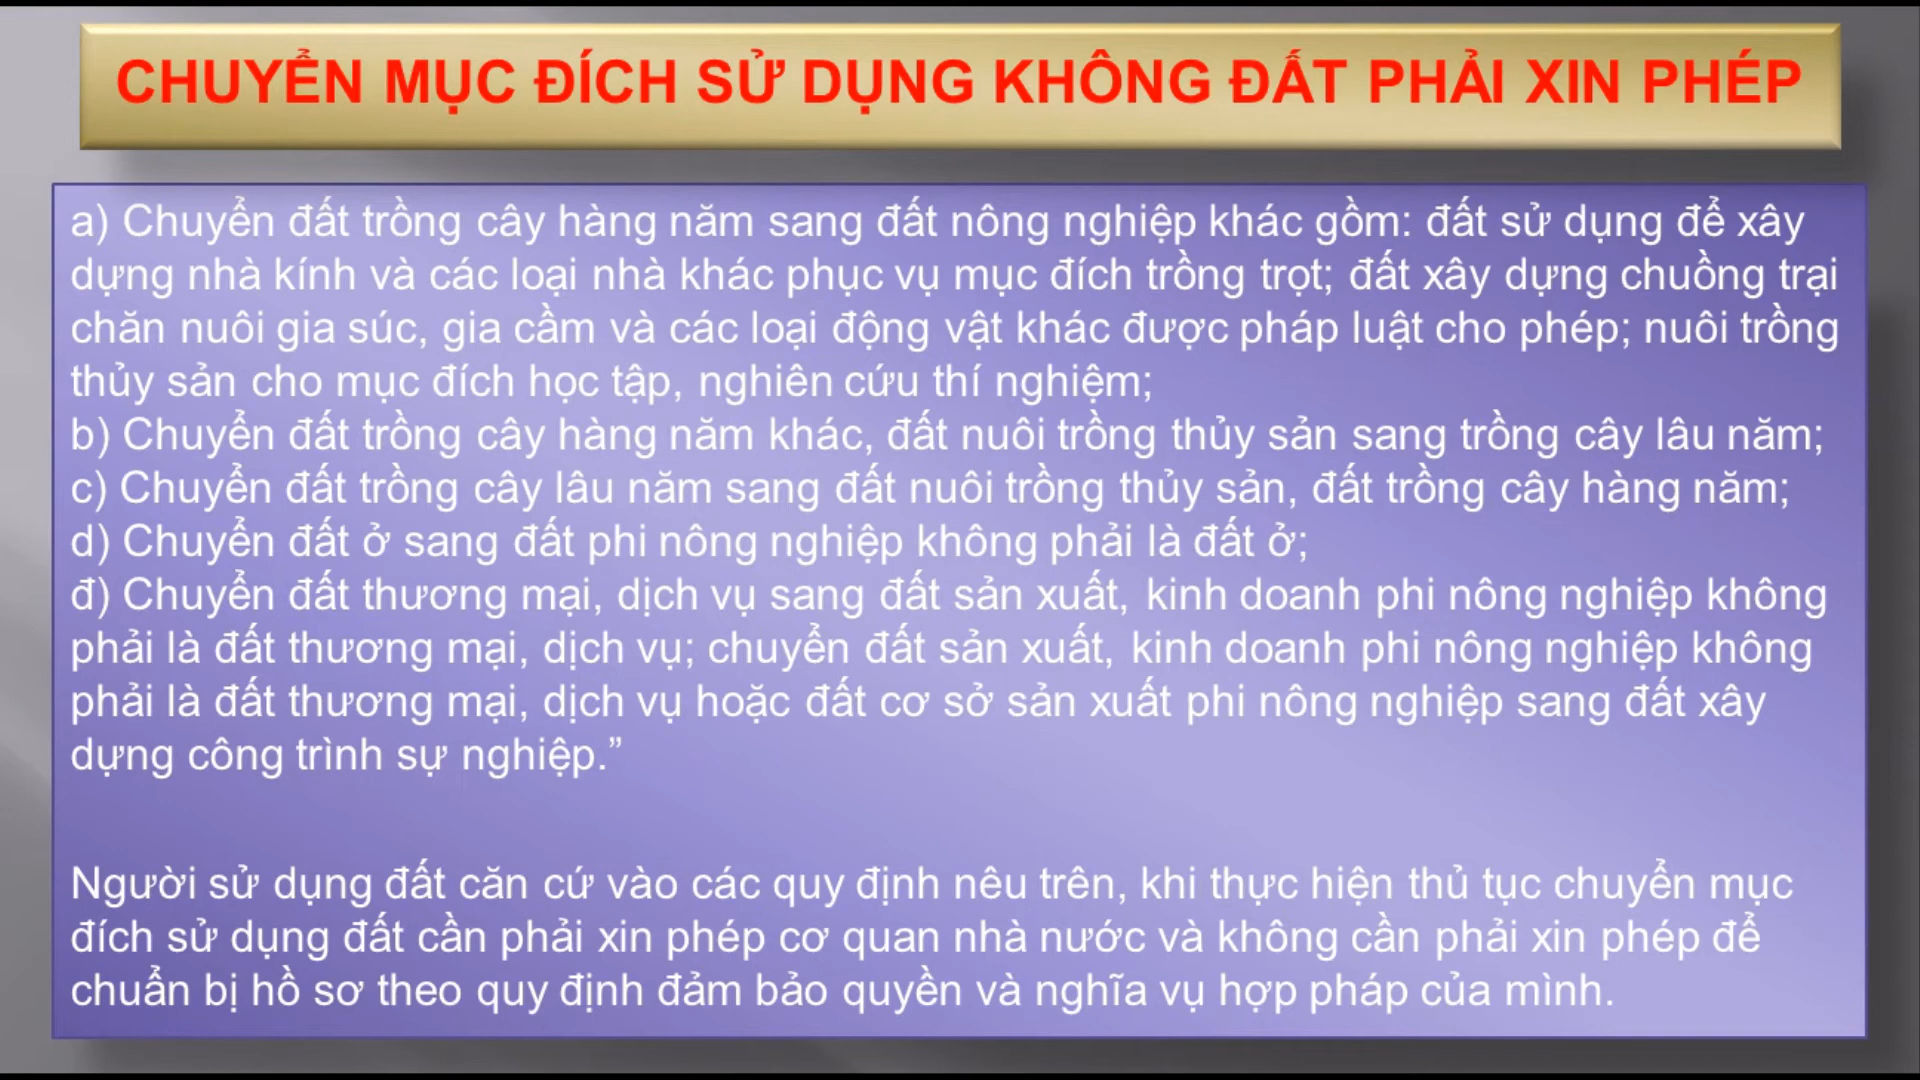 CHUYỂN MỤC ĐÍCH SỬ DỤNG KHÔNG ĐẤT PHẢI XIN PHÉP
a) Chuyển đất trồng cây hàng năm sang đất nông nghiệp khác gồm: đất sử dụng để xây
dựng nhà kính và các loại nhà khác phục vụ mục đích trồng trọt; đất xây dựng chuồng trại
chăn nuôi gia súc, gia cầm và các loại động vật khác được pháp luật cho phép; nuôi trồng
thủy sản cho mục đích học tập, nghiên cứu thí nghiệm;
b) Chuyển đất trồng cây hàng năm khác, đất nuôi trồng thủy sản sang trồng cây lâu năm;
c) Chuyển đất trồng cây lâu năm sang đất nuôi trồng thủy sản, đất trồng cây hàng năm;
d) Chuyển đất ở sang đất phi nông nghiệp không phải là đất ở;
đ) Chuyển đất thương mại, dịch vụ sang đất sản xuất, kinh doanh phi nông nghiệp không
phải là đất thương mại, dịch vụ; chuyển đất sản xuất, kinh doanh phi nông nghiệp không
phải là đất thương mại, dịch vụ hoặc đất cơ sở sản xuất phi nông nghiệp sang đất xây
dựng công trình sự nghiệp.”
Người sử dụng đất căn cứ vào các quy định nêu trên, khi thực hiện thủ tục chuyển mục
đích sử dụng đất cần phải xin phép cơ quan nhà nước và không cần phải xin phép để
chuẩn bị hồ sơ theo quy định đảm bảo quyền và nghĩa vụ hợp pháp của mình.